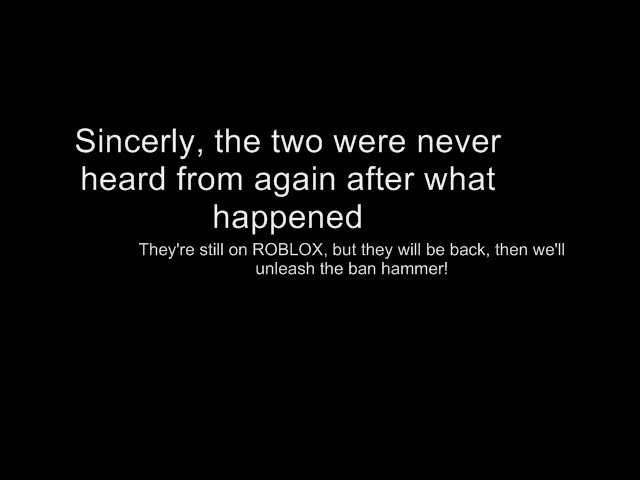 Sincerly, the two were never
heard from again after what
happened
They're still on ROBLOX, but they will be back, then we'll
unleash the ban hammer!